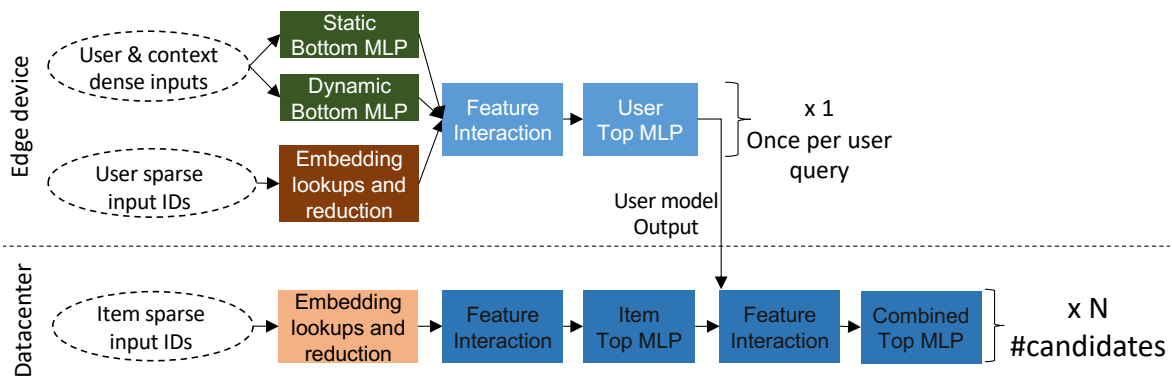 Edge device
User & context
dense inputs
Static
Bottom MLP
Dynamic
Bottom MLP
User sparse
input IDs
Embedding
lookups and
reduction
Feature
Interaction
User
Top MLP
x 1
Once per user
query
User model
Output
Datacenter
Item sparse
input IDs
Embedding
lookups and
reduction
Feature
Interaction
Item
Top MLP
Feature
Interaction
Combined
Top MLP
x N
#candidates